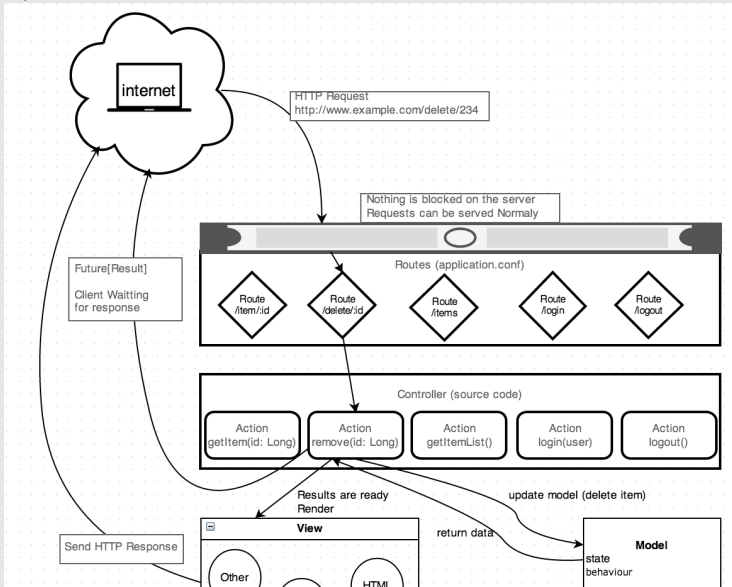 internet
HTTP Request
http://www.example.com/delete/234
Nothing is blocked on the server
Requests can be served Normaly
Routes (application.conf)
Future[Result]
Client Waitting
for response
Route
/item/:id
Route
/delete/:id
Route
/items
Route
/login
Route
/logout
Controller (source code)
Action
getItem(id: Long)
Action
remove(id: Long)
Action
getItemList()
Action
login(user)
Action
logout()
Results are ready
Render
update model (delete item)
return data
Send HTTP Response
View
Other
HTML
Model
state
behaviour